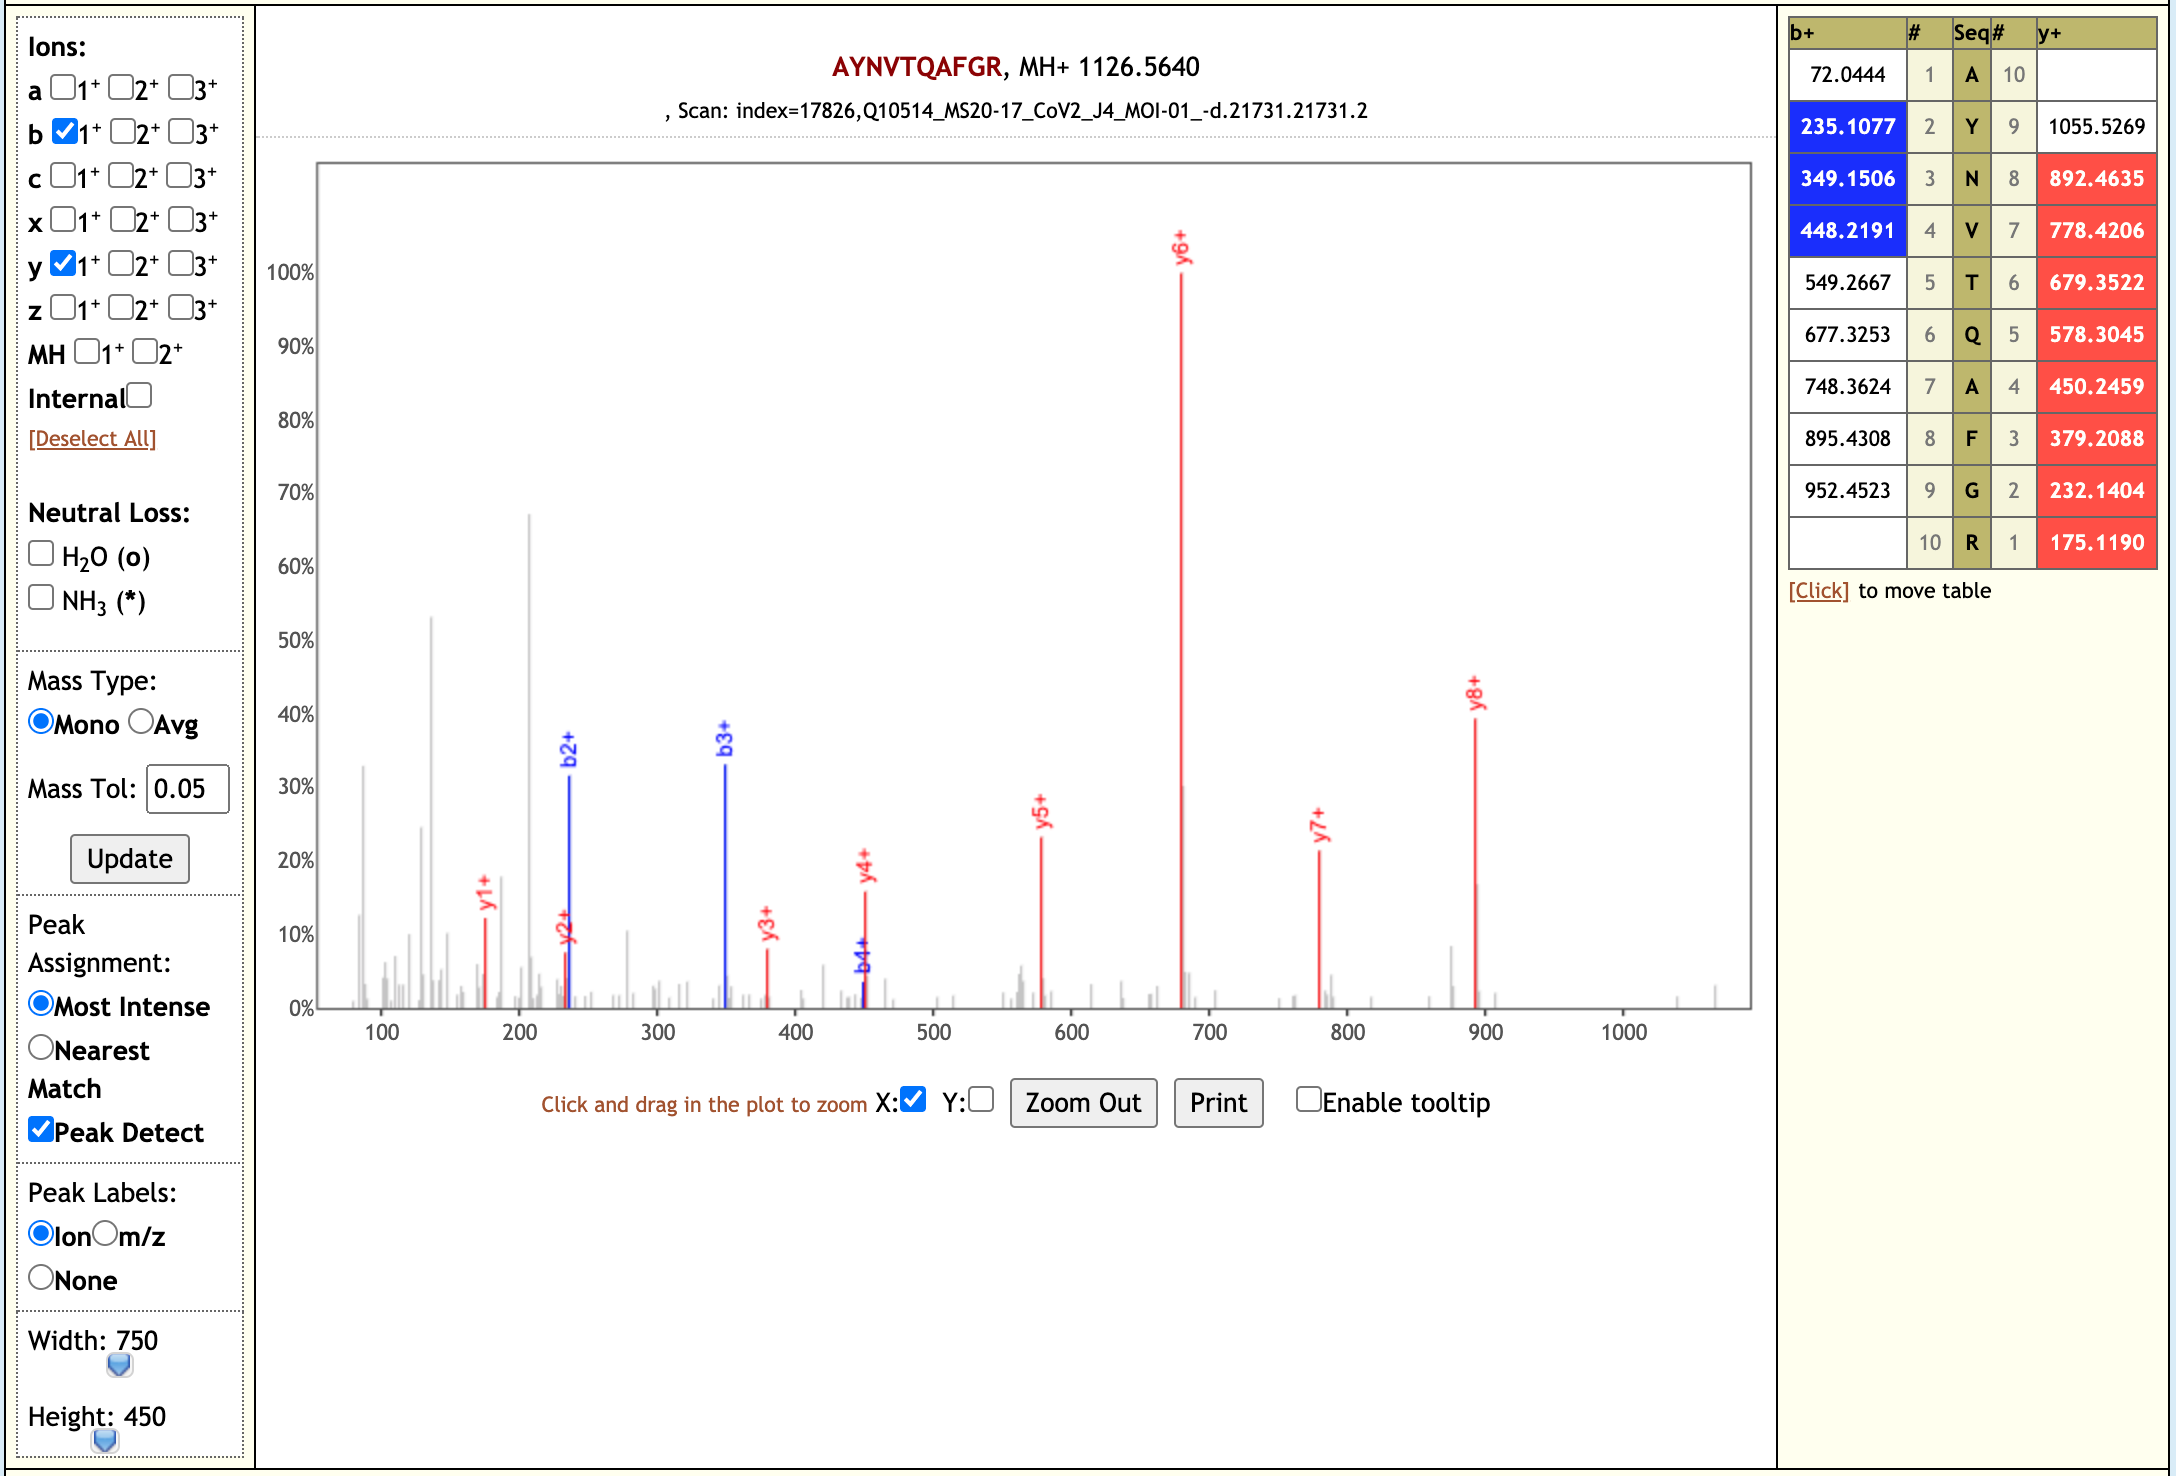 Ions:
a 1+ 2+ 3+
b 1+ 2+ 3+
c 1+ 2+ 3+
x 1+ 2+ 3+
y 1+ 2+ 3+
z 1+ 2+ 3+
MH 1+ 2+
Internal
[Deselect All]
Neutral Loss:
H2O (o)
NH3 (*)
Mass Type:
Mono Avg
Mass Tol: 0.05
Update
Peak
Assignment:
Most Intense
Nearest
Match
Peak Detect
Peak Labels:
Ion m/z
None
Width: 750
Height: 450
AYNVTQAFGR, MH+ 1126.5640
, Scan: index=17826,Q10514_MS20-17_CoV2_J4_MOI-01_-d.21731.21731.2
100%
90%
80%
70%
60%
50%
40%
30%
20%
10%
0%
y1+
y2+
b2+
b3+
y3+
b4+
y4+
y5+
y6+
y7+
y8+
100 200 300 400 500 600 700 800 900 1000
Click and drag in the plot to zoom X: Y: Zoom Out Print Enable tooltip
b+ # Seq # y+
72.0444 1 A 10
235.1077 2 Y 9 1055.5269
349.1506 3 N 8 892.4635
448.2191 4 V 7 778.4206
549.2667 5 T 6 679.3522
677.3253 6 Q 5 578.3045
748.3624 7 A 4 450.2459
895.4308 8 F 3 379.2088
952.4523 9 G 2 232.1404
10 R 1 175.1190
[Click] to move table